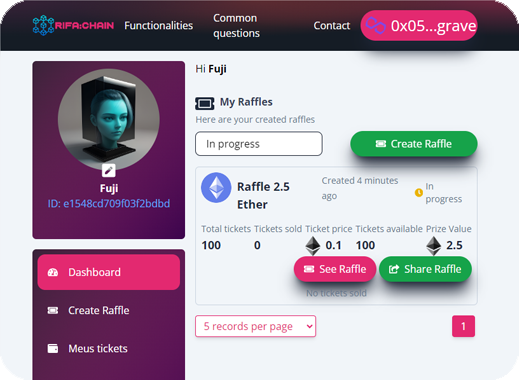 RIFA:CHAIN
Functionalities
Common
questions
Contact
0x05...grave
Fuji
ID: e1548cd709f03f2bdbd
Dashboard
Create Raffle
Meus tickets
Hi Fuji
My Raffles
Here are your created raffles
In progress
Create Raffle
Raffle 2.5
Ether
Created 4 minutes
ago
In
progress
Total tickets Tickets sold Ticket price Tickets available Prize Value
100 0 0.1 100 2.5
See Raffle
Share Raffle
No tickets sold
5 records per page
1